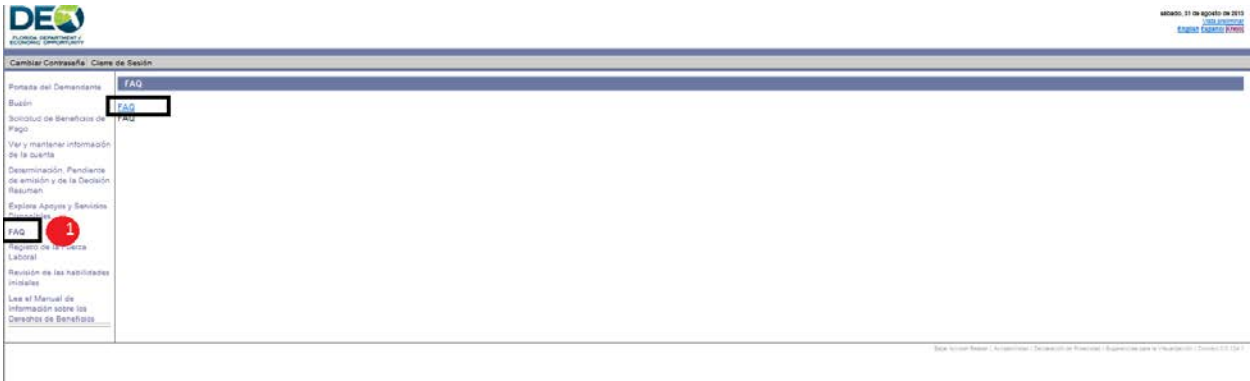 DEO
FLORIDA DEPARTMENT of
ECONOMIC OPPORTUNITY
sábado, 31 de agosto de 2013
Vista preliminar
English Español Kreyol
Cambiar Contraseña Cierre de Sesión
Portada del Demandante
Buzón
Solicitud de Beneficios de
Pago
Ver y mantener información
de la cuenta
Determinación, Pendiente
de emisión y de la Decisión
Resumen
Explore Apoyos y Servicios
Disponibles
FAQ
1
Registro de la Fuerza
Laboral
Revisión de las habilidades
iniciales
Lea el Manual de
Información sobre los
Derechos de Beneficios
FAQ
FAQ
FAQ